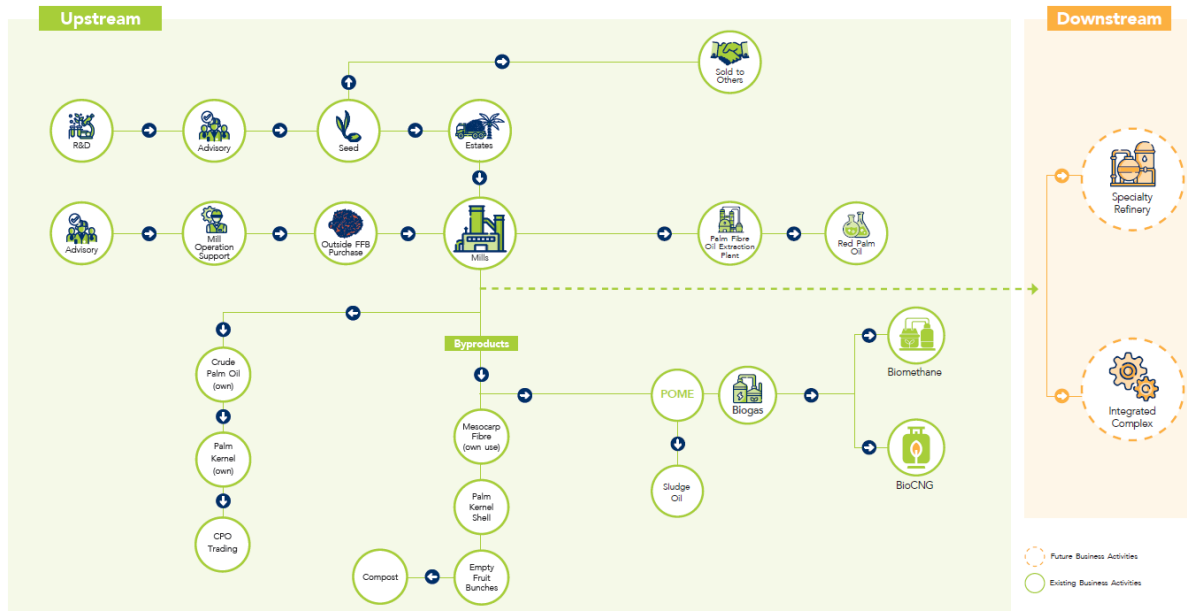 Upstream
Downstream
Sold to
Others
R&D
Advisory
Seed
Estates
Specialty
Refinery
Advisory
Mill
Operation
Support
Outside FFB
Purchase
Mills
Palm Fibre
Oil Extraction
Plant
Red Palm
Oil
Byproducts
Crude
Palm Oil
(own)
Biomethane
POME
Biogas
Integrated
Complex
Mesocarp
Fibre
(own use)
Palm
Kernel
(own)
BioCNG
Sludge
Oil
Palm
Kernel
Shell
CPO
Trading
Compost
Empty
Fruit
Bunches
Future Business Activities
Existing Business Activities